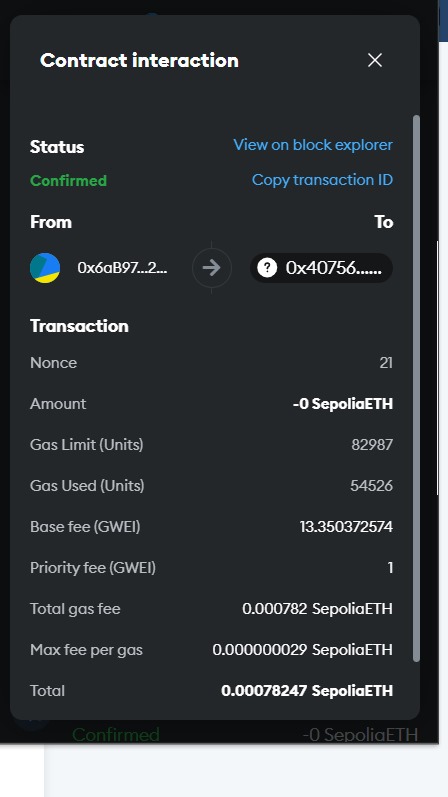 Contract interaction
Status View on block explorer
Confirmed Copy transaction ID
From To
0x6aB97...2... ? 0x40756......
Transaction
Nonce 21
Amount -0 SepoliaETH
Gas Limit (Units) 82987
Gas Used (Units) 54526
Base fee (GWEI) 13.350372574
Priority fee (GWEI) 1
Total gas fee 0.000782 SepoliaETH
Max fee per gas 0.000000029 SepoliaETH
Total 0.00078247 SepoliaETH
Confirmed -0 SepoliaETH